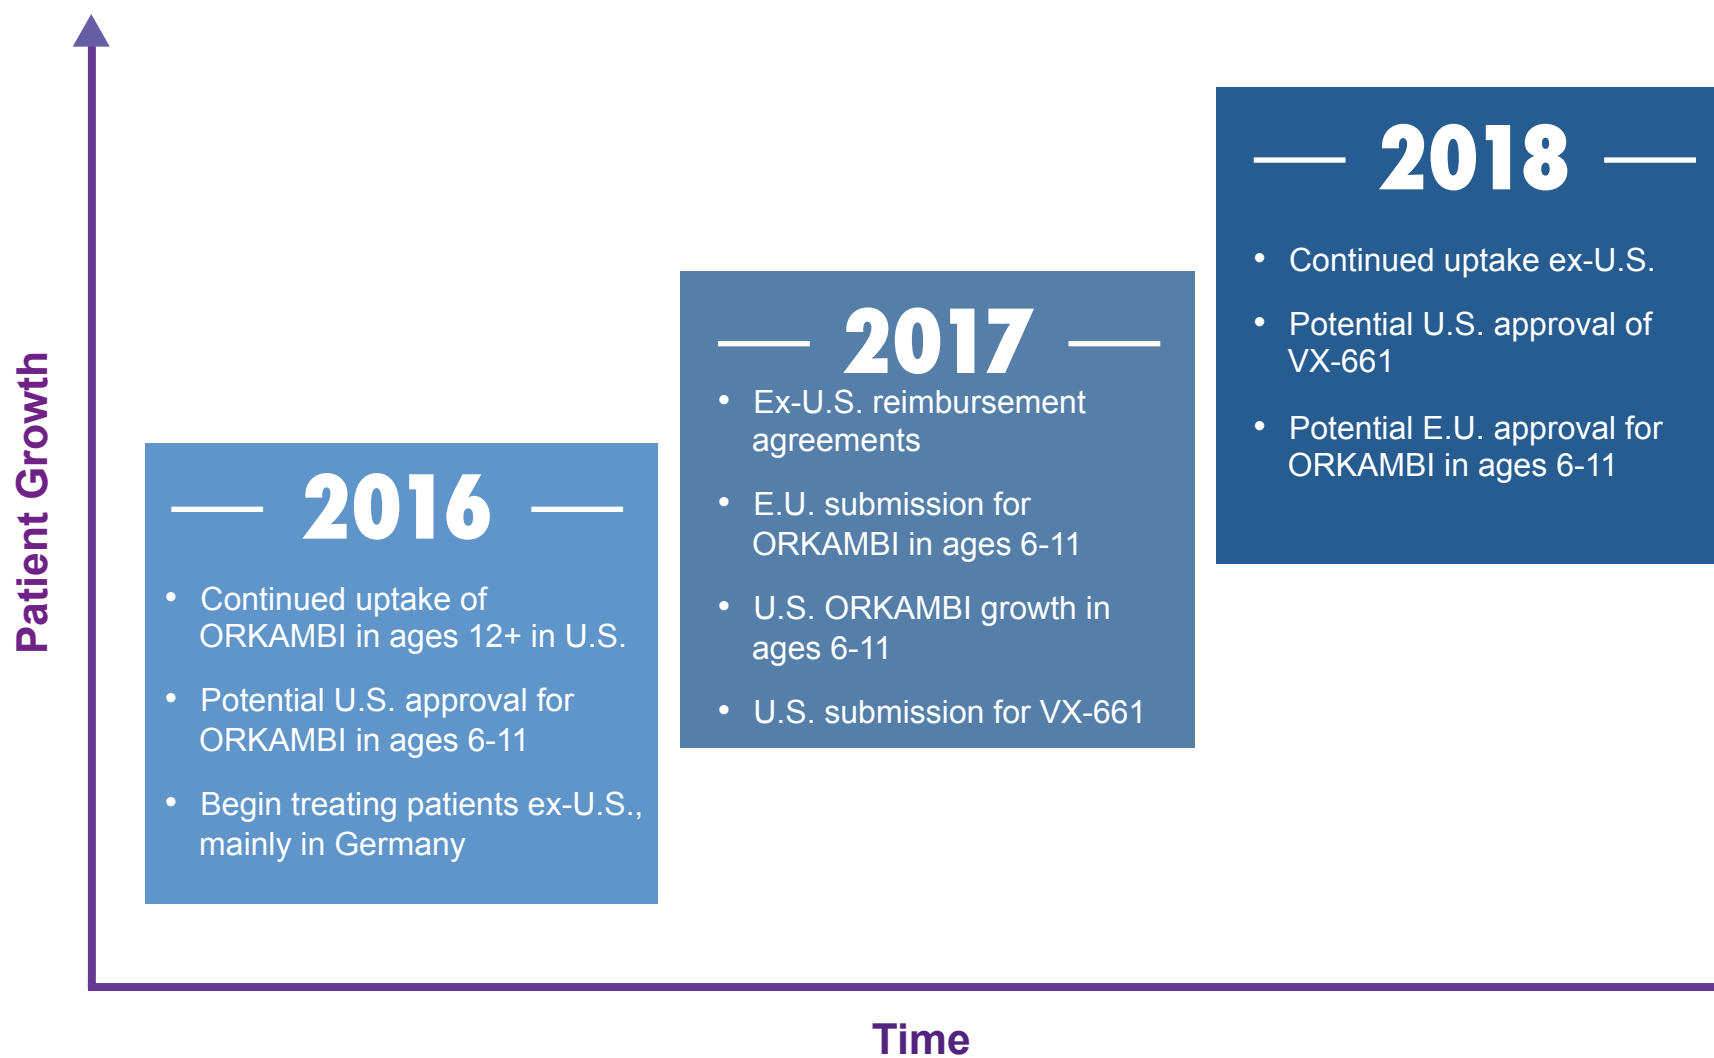 Patient Growth
2016
• Continued uptake of
ORKAMBI in ages 12+ in U.S.
• Potential U.S. approval for
ORKAMBI in ages 6-11
• Begin treating patients ex-U.S.,
mainly in Germany
2017
• Ex-U.S. reimbursement
agreements
• E.U. submission for
ORKAMBI in ages 6-11
• U.S. ORKAMBI growth in
ages 6-11
• U.S. submission for VX-661
2018
• Continued uptake ex-U.S.
• Potential U.S. approval of
VX-661
• Potential E.U. approval for
ORKAMBI in ages 6-11
Time